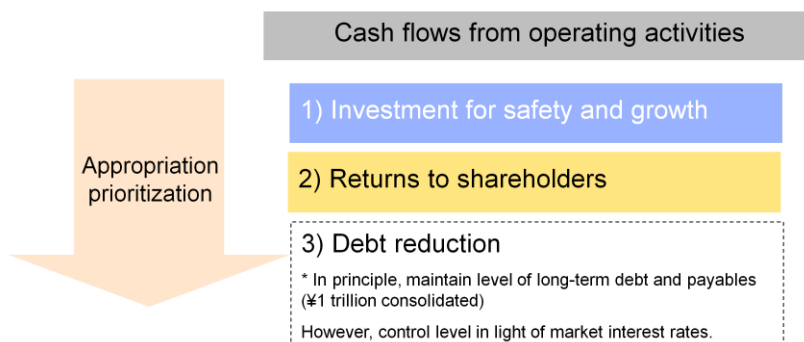 Cash flows from operating activities
1) Investment for safety and growth
Appropriation
prioritization
2) Returns to shareholders
3) Debt reduction
* In principle, maintain level of long-term debt and payables
(¥1 trillion consolidated)
However, control level in light of market interest rates.